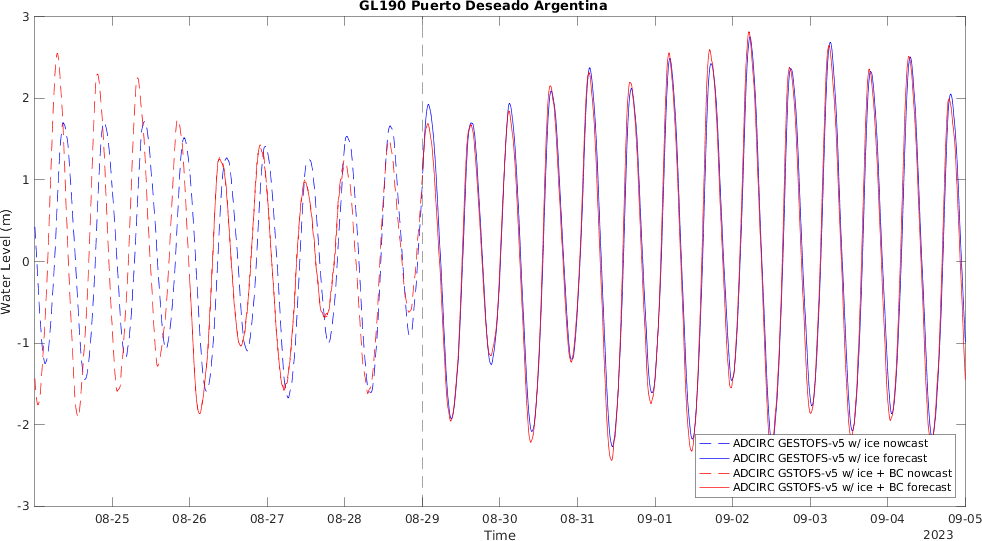 GL190 Puerto Deseado Argentina
3
2
1
0
-1
-2
-3
Water Level (m)
ADCIRC GESTOFS-v5 w/ ice nowcast
ADCIRC GESTOFS-v5 w/ ice forecast
ADCIRC GSTOFS-v5 w/ ice + BC nowcast
ADCIRC GSTOFS-v5 w/ ice + BC forecast
08-25 08-26 08-27 08-28 08-29 08-30 08-31 09-01 09-02 09-03 09-04 09-05
Time
2023